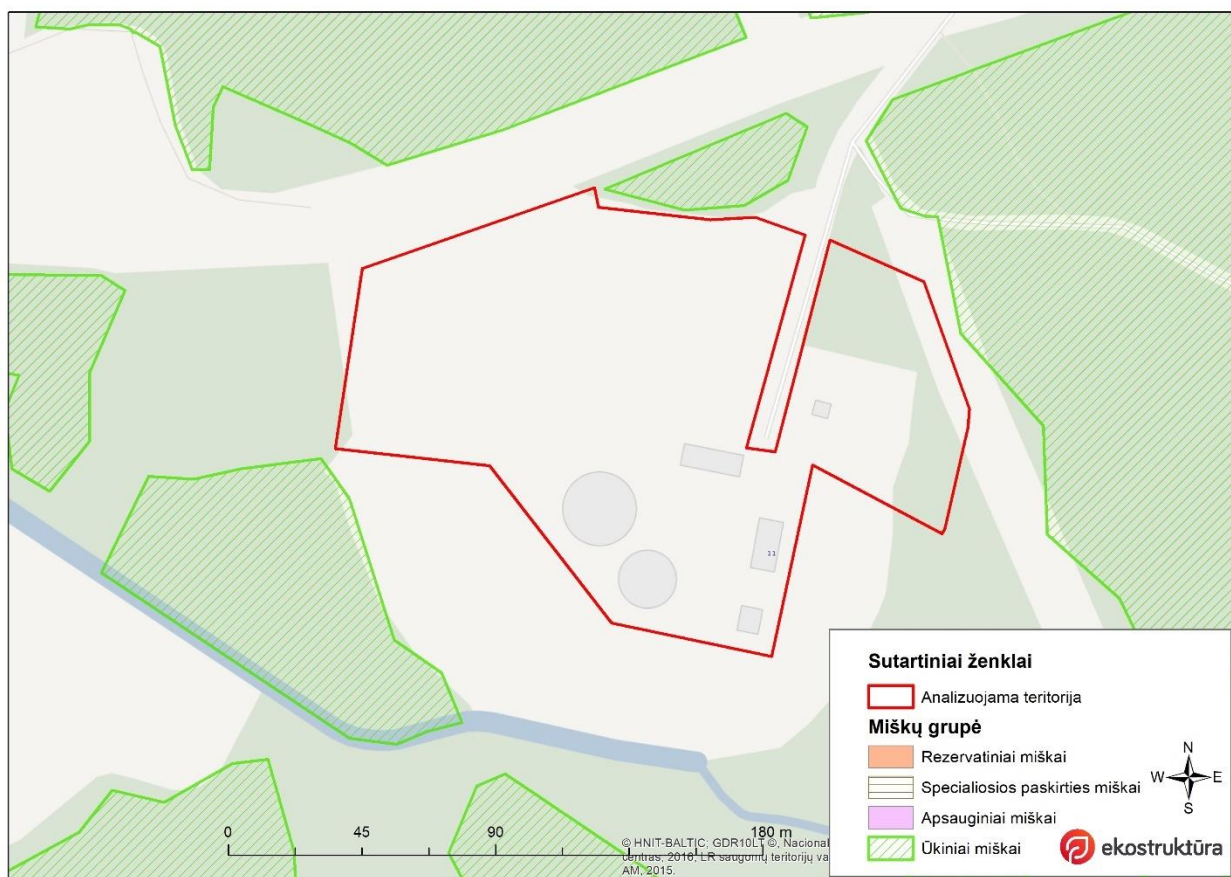 11
Sutartiniai ženklai
Analizuojama teritorija
Miškų grupė
Rezervatiniai miškai
Specialiosios paskirties miškai
Apsauginiai miškai
Ūkiniai miškai
N
W E
S
ekostruktūra
0 45 90 180 m
© HNIT-BALTIC; GDR10LT ©, Nacional
centras, 2016; LR saugomų teritorijų va
AM, 2015.